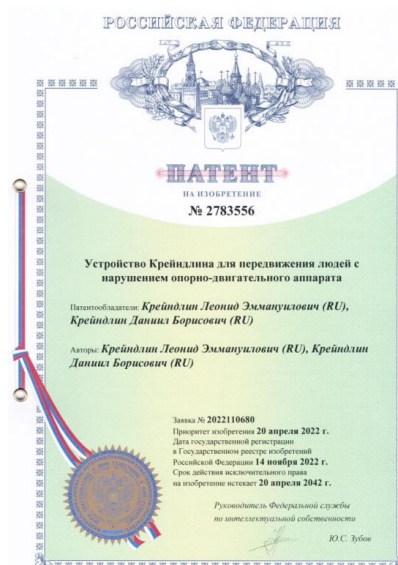 РОССИЙСКАЯ ФЕДЕРАЦИЯ
ПАТЕНТ
НА ИЗОБРЕТЕНИЕ
№ 2783556
Устройство Крейндлина для передвижения людей с
нарушением опорно-двигательного аппарата
Патентообладатели: Крейндлин Леонид Эммануилович (RU),
Крейндлин Даниил Борисович (RU)
Авторы: Крейндлин Леонид Эммануилович (RU), Крейндлин
Даниил Борисович (RU)
Заявка № 2022110680
Приоритет изобретения 20 апреля 2022 г.
Дата государственной регистрации
в Государственном реестре изобретений
Российской Федерации 14 ноября 2022 г.
Срок действия исключительного права
на изобретение истекает 20 апреля 2042 г.
Руководитель Федеральной службы
по интеллектуальной собственности
Ю.С. Зубов